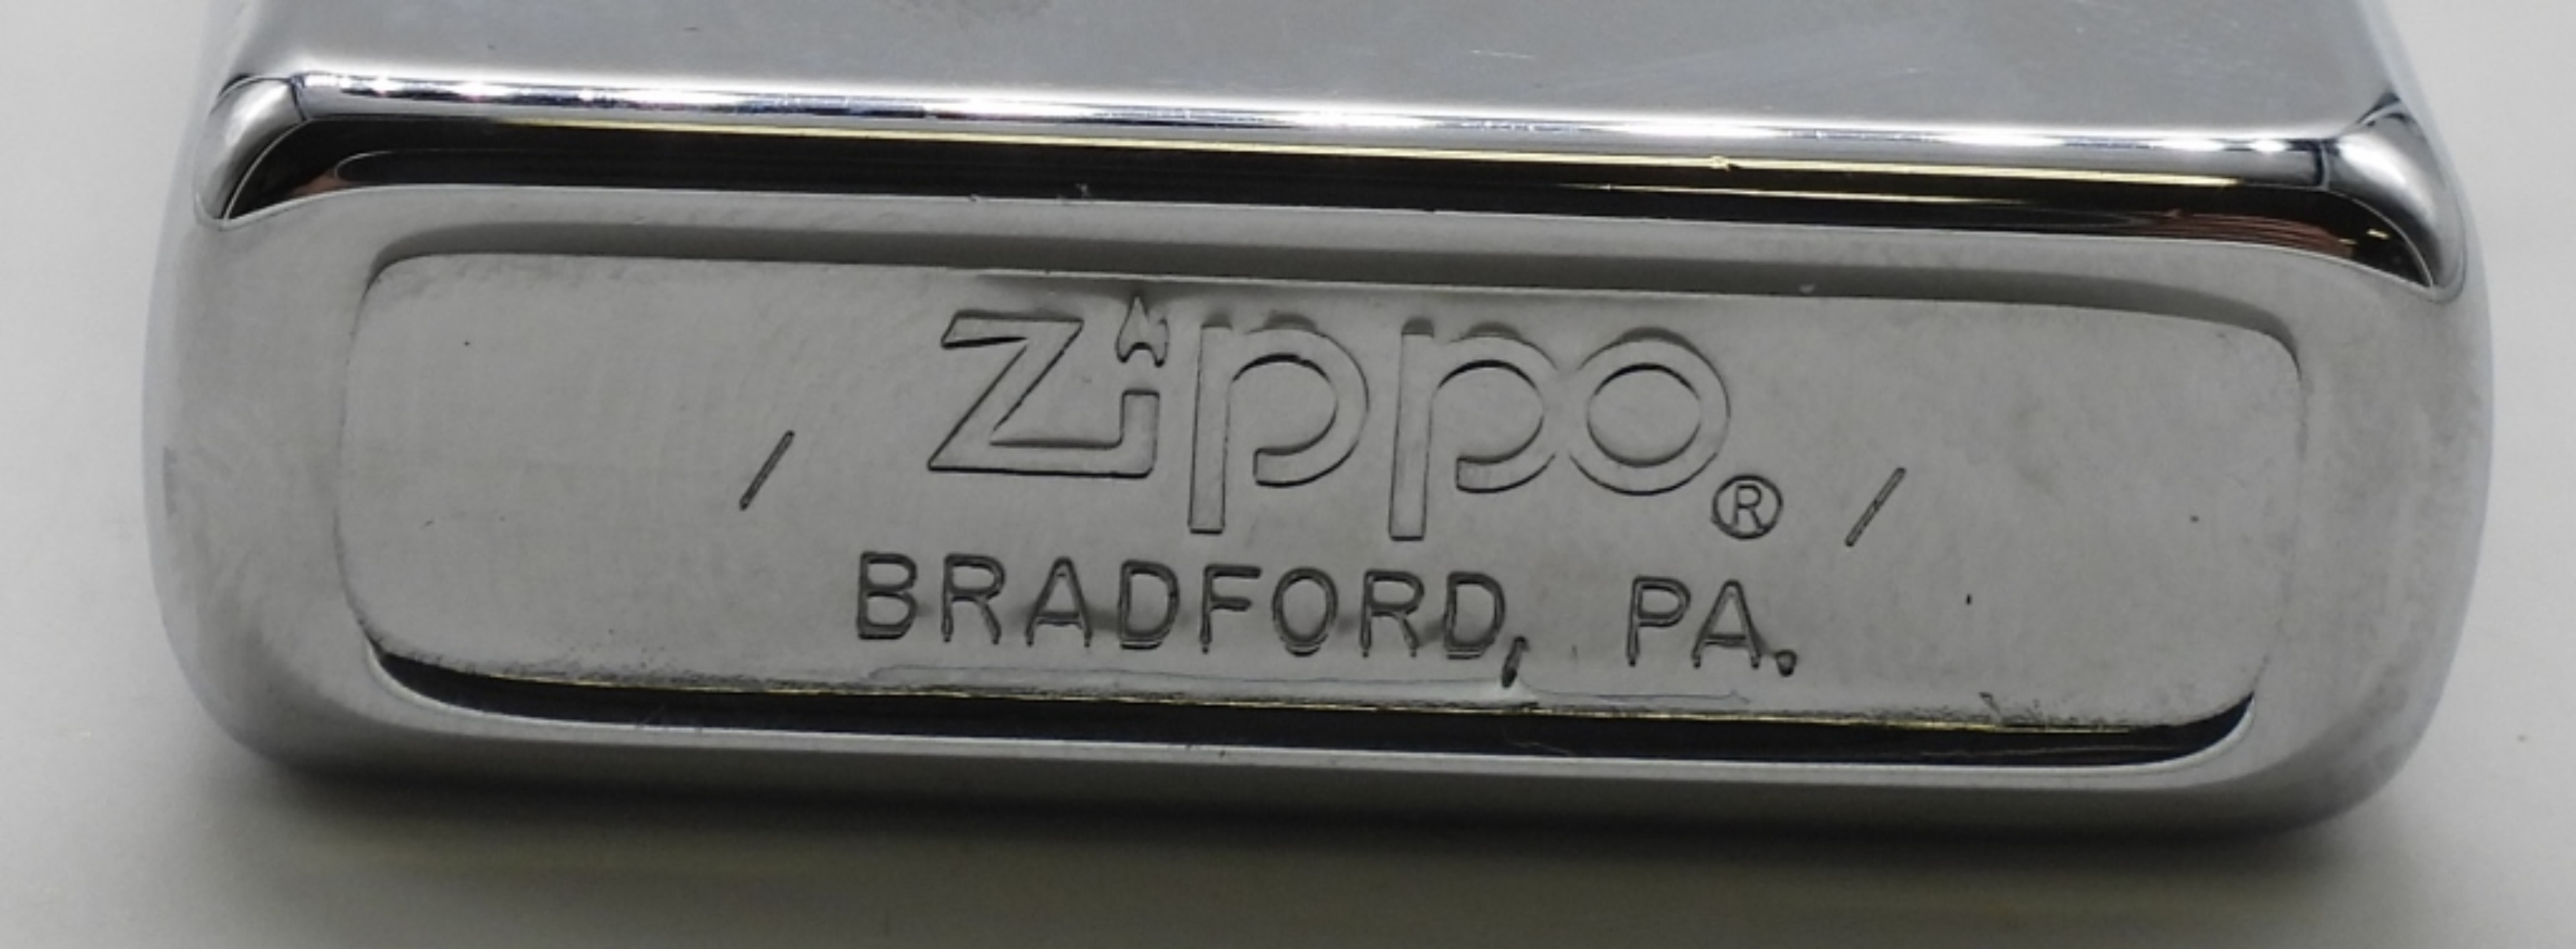 / Zippo® /
BRADFORD, PA.